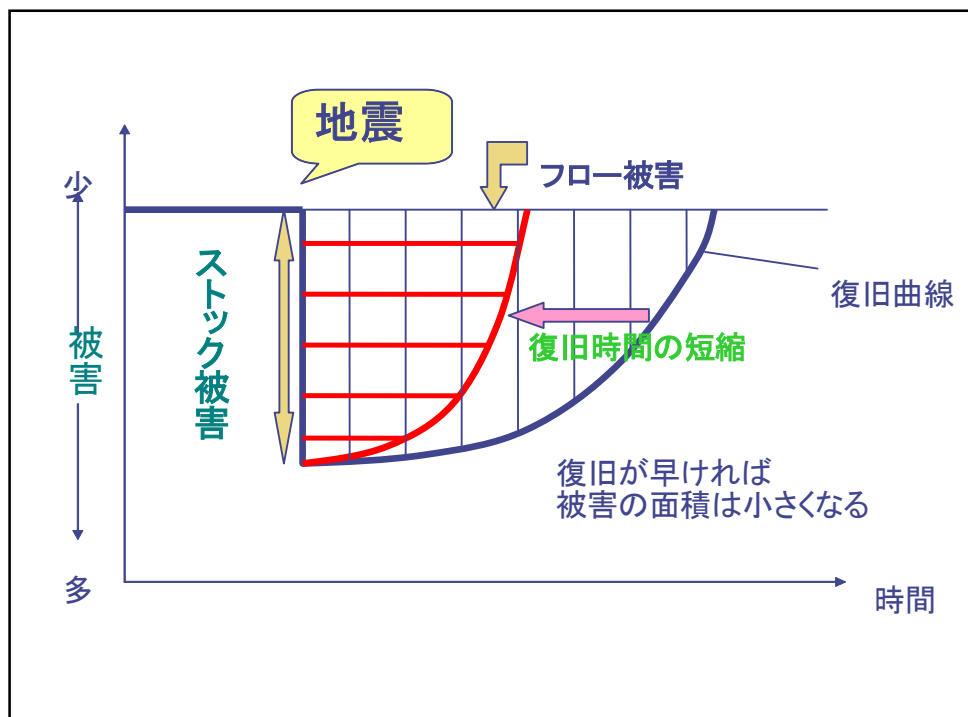 地震
少
フロー被害
ストック被害
復旧曲線
被害
復旧時間の短縮
復旧が早ければ
被害の面積は小さくなる
多
時間